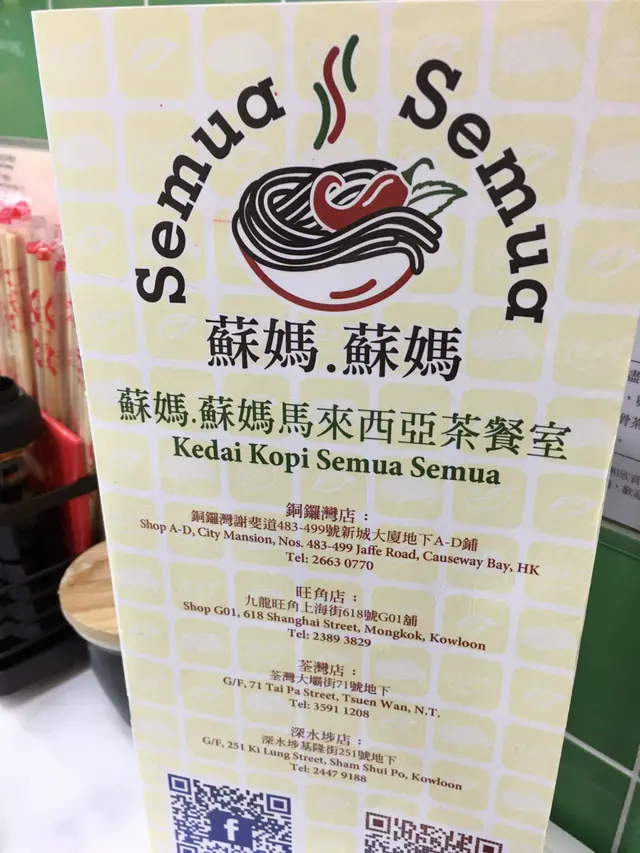 Semua Semua
蘇媽.蘇媽
蘇媽.蘇媽馬來西亞茶餐室
Kedai Kopi Semua Semua
銅鑼灣店：
銅鑼灣謝斐道483-499號新城大廈地下A-D鋪
Shop A-D, City Mansion, Nos. 483-499 Jaffe Road, Causeway Bay, HK
Tel: 2663 0770
旺角店：
九龍旺角上海街618號G01舖
Shop G01, 618 Shanghai Street, Mongkok, Kowloon
Tel: 2389 3829
荃灣店：
荃灣大壩街71號地下
G/F, 71 Tai Pa Street, Tsuen Wan, N.T.
Tel: 3591 1208
深水埗店：
深水埗基隆街251號地下
G/F, 251 Ki Lung Street, Sham Shui Po, Kowloon
Tel: 2447 9188